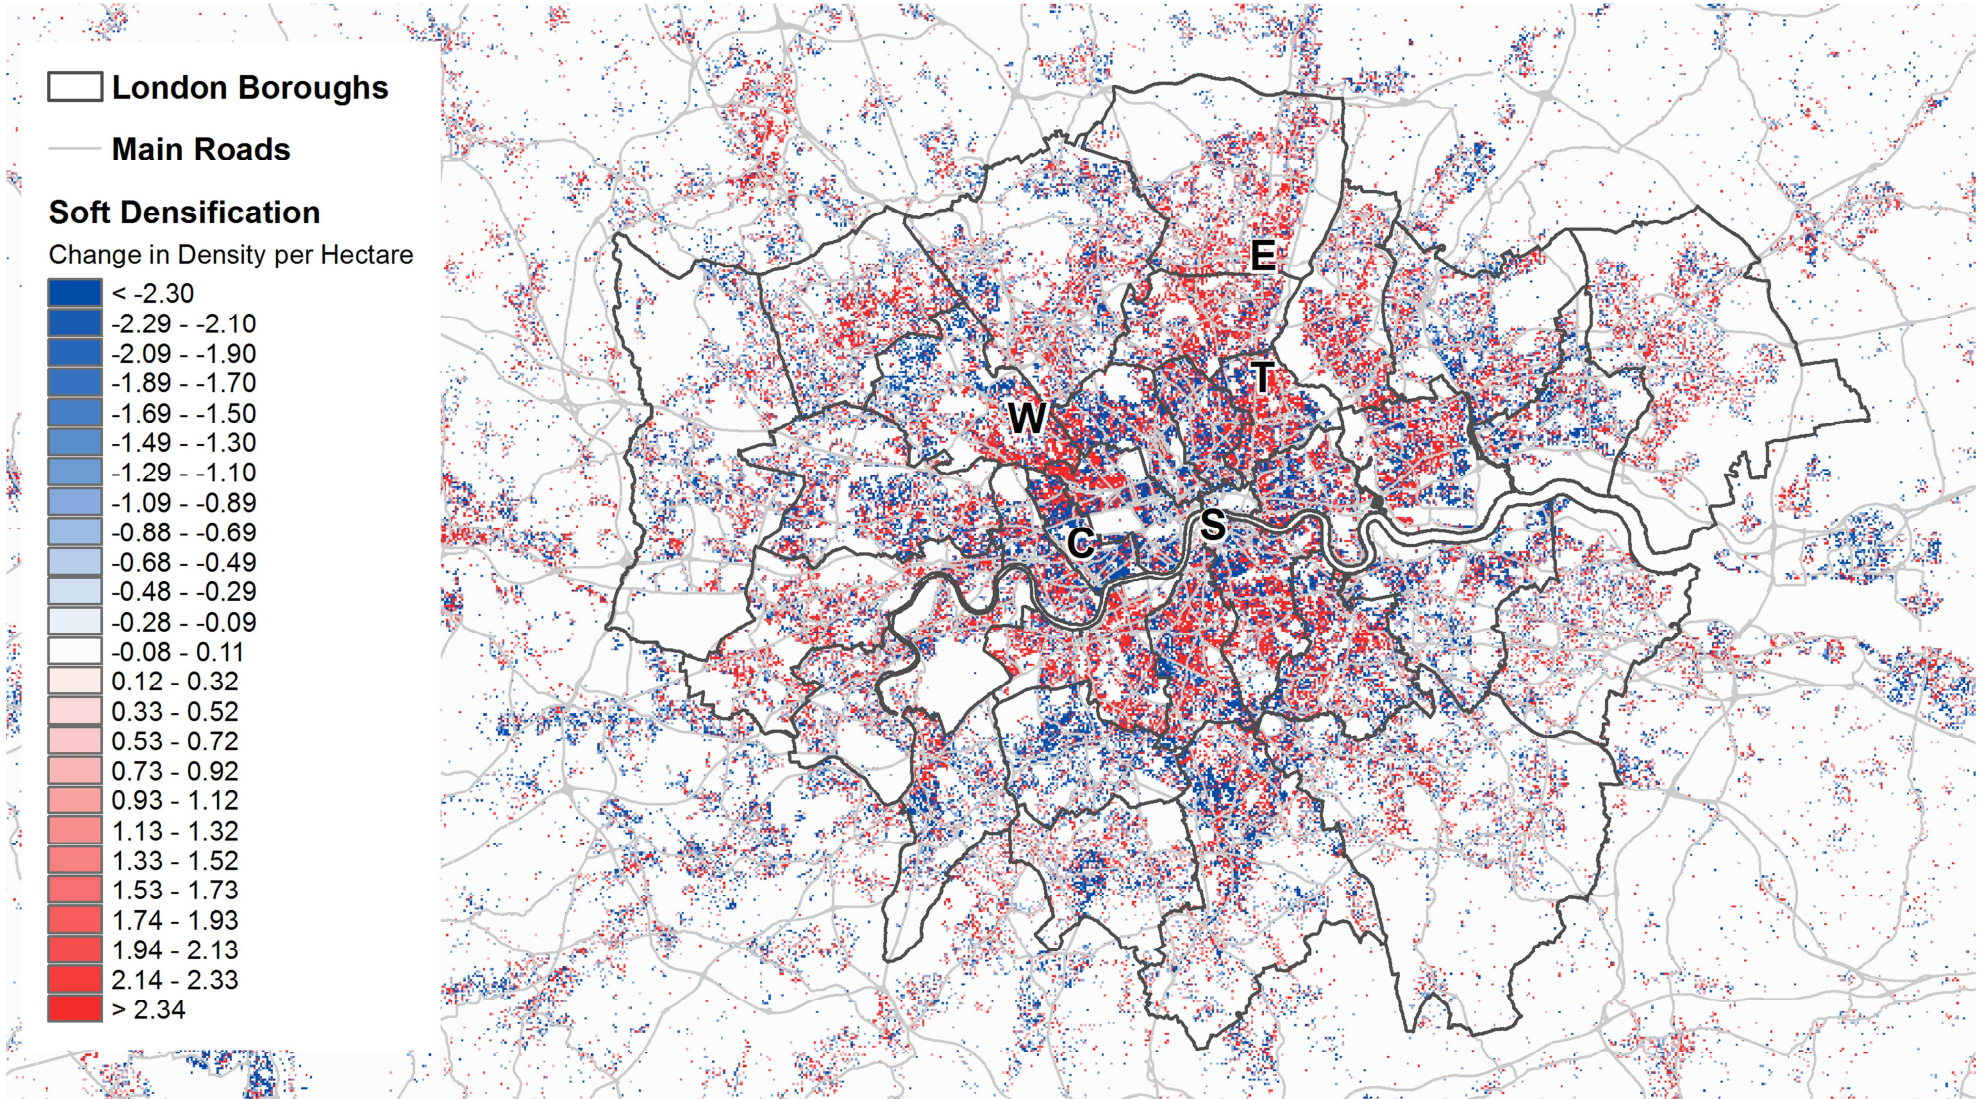 London Boroughs
Main Roads
Soft Densification
Change in Density per Hectare
< -2.30
-2.29 - -2.10
-2.09 - -1.90
-1.89 - -1.70
-1.69 - -1.50
-1.49 - -1.30
-1.29 - -1.10
-1.09 - -0.89
-0.88 - -0.69
-0.68 - -0.49
-0.48 - -0.29
-0.28 - -0.09
-0.08 - 0.11
0.12 - 0.32
0.33 - 0.52
0.53 - 0.72
0.73 - 0.92
0.93 - 1.12
1.13 - 1.32
1.33 - 1.52
1.53 - 1.73
1.74 - 1.93
1.94 - 2.13
2.14 - 2.33
> 2.34
E
T
W
S
C